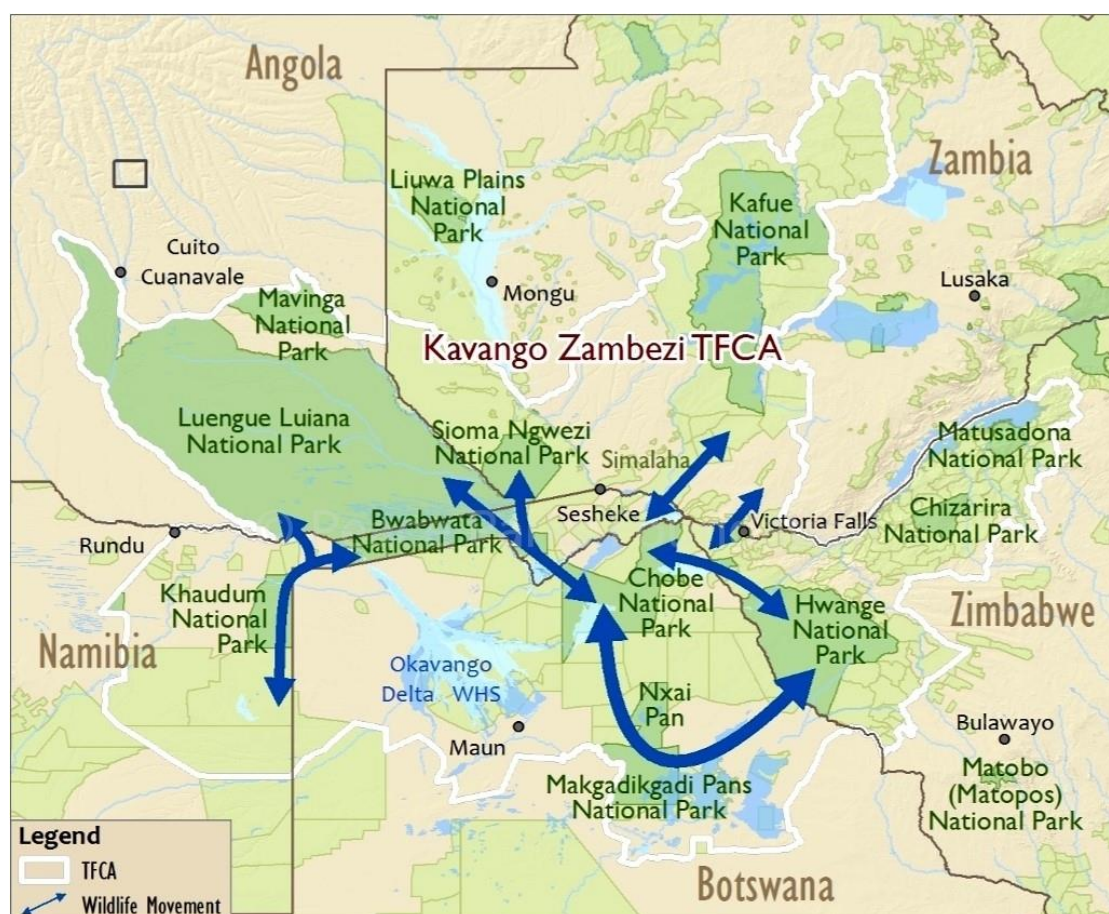 Angola
Zambia
Liuwa Plains
National
Park
Kafue
National
Park
Cuito
Cuanavale
Mongu
Lusaka
Mavinga
National
Park
Kavango Zambezi TFCA
Luengue Luiana
National Park
Sioma Ngwezi
National Park
Simalaha
Matusadona
National Park
Chizarira
National Park
Sesheke
Victoria Falls
Bwabwata
National Park
Rundu
Khaudum
National
Park
Chobe
National
Park
Hwange
National
Park
Zimbabwe
Namibia
Okavango
Delta WHS
Nxai
Pan
Maun
Bulawayo
Makgadikgadi Pans
National Park
Matobo
(Matopos)
National Park
Botswana
Legend
TFCA
Wildlife Movement